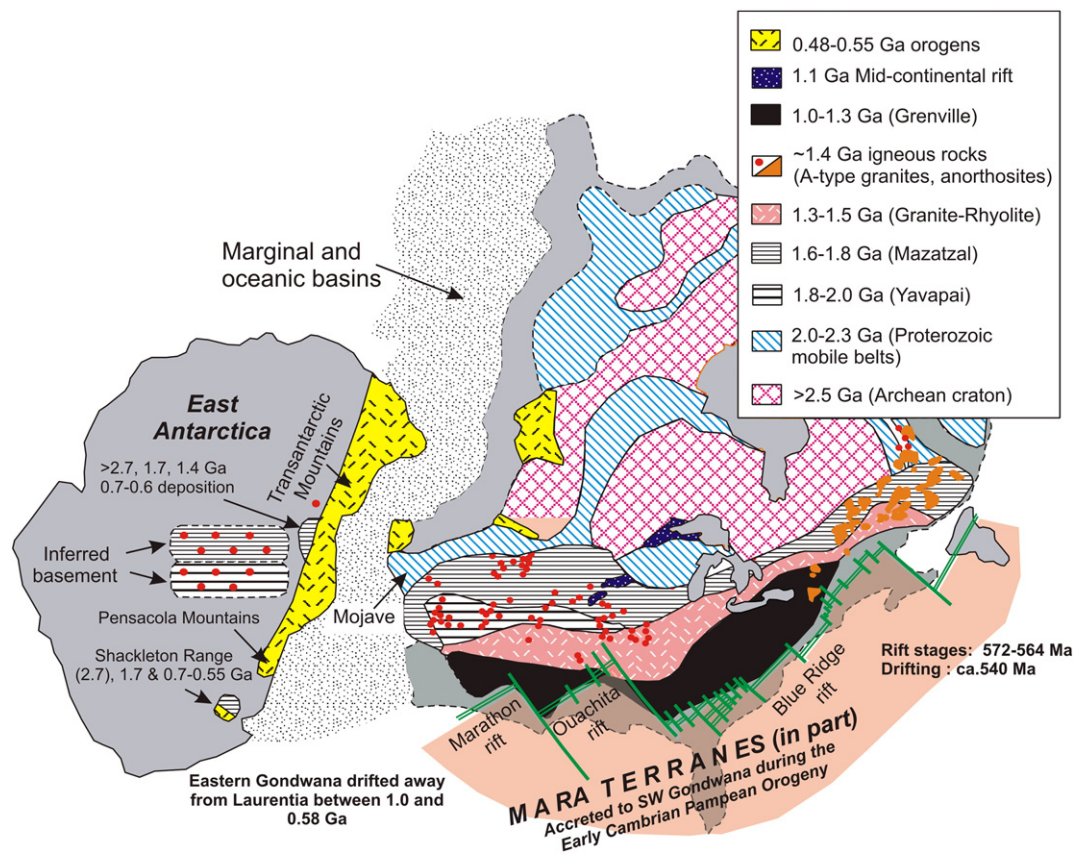 0.48-0.55 Ga orogens
1.1 Ga Mid-continental rift
1.0-1.3 Ga (Grenville)
~1.4 Ga igneous rocks
(A-type granites, anorthosites)
1.3-1.5 Ga (Granite-Rhyolite)
1.6-1.8 Ga (Mazatzal)
1.8-2.0 Ga (Yavapai)
2.0-2.3 Ga (Proterozoic
mobile belts)
>2.5 Ga (Archean craton)
Marginal and
oceanic basins
East
Antarctica
>2.7, 1.7, 1.4 Ga
0.7-0.6 deposition
Transantarctic
Mountains
Inferred
basement
Pensacola Mountains
Shackleton Range
(2.7), 1.7 & 0.7-0.55 Ga
Mojave
Marathon
rift
Ouachita
rift
Blue Ridge
rift
Rift stages: 572-564 Ma
Drifting : ca.540 Ma
Eastern Gondwana drifted away
from Laurentia between 1.0 and
0.58 Ga
MARA TERRANES (in part)
Accreted to SW Gondwana during the
Early Cambrian Pampean Orogeny